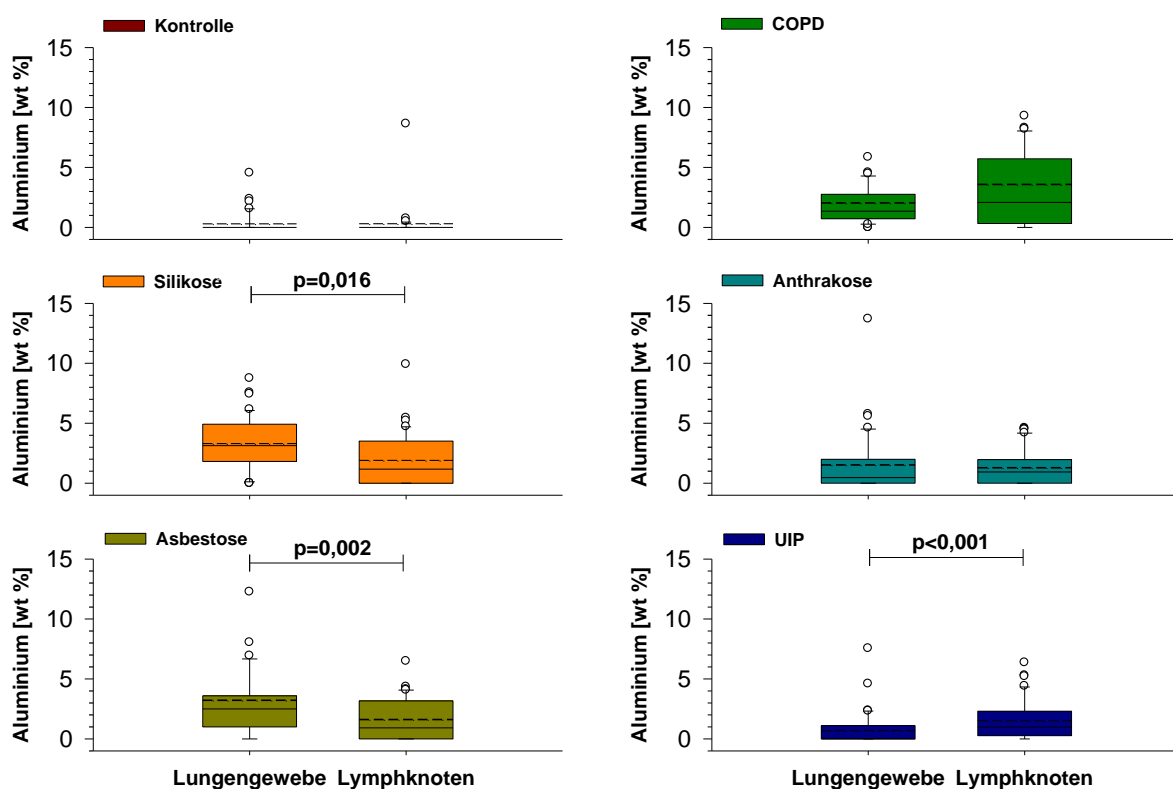 Kontrolle
15
10
5
0
Aluminium [wt %]
COPD
15
10
5
0
Aluminium [wt %]
Silikose
p=0,016
15
10
5
0
Aluminium [wt %]
Anthrakose
15
10
5
0
Aluminium [wt %]
Asbestose
p=0,002
15
10
5
0
Aluminium [wt %]
Lungengewebe Lymphknoten
UIP
p<0,001
15
10
5
0
Aluminium [wt %]
Lungengewebe Lymphknoten